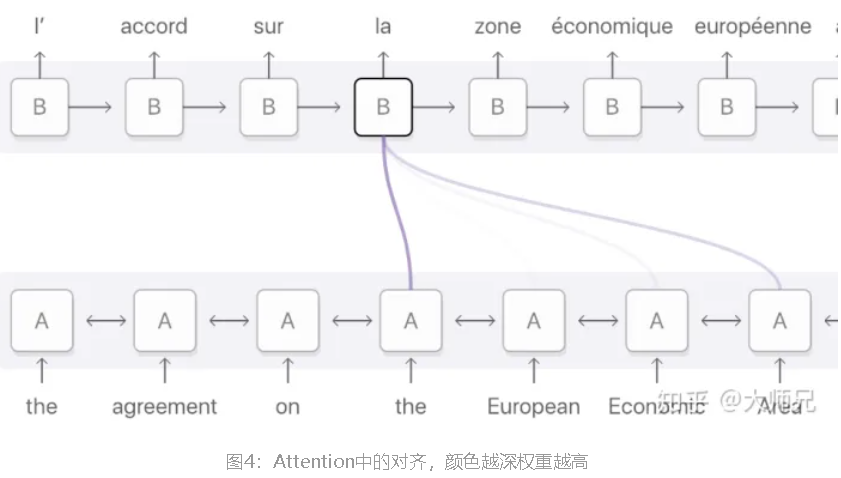 l' accord sur la zone économique européenne
B B B B B B B
A A A A A A A
the agreement on the European Economic Area
知乎 @大师兄
图4：Attention中的对齐，颜色越深权重越高